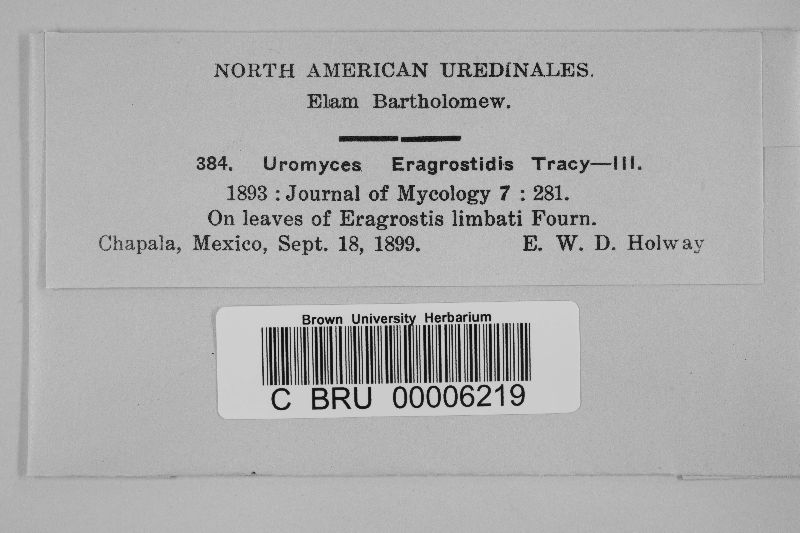 NORTH AMERICAN UREDINALES.
Elam Bartholomew.
384. Uromyces Eragrostidis Tracy—III.
1893 : Journal of Mycology 7 : 281.
On leaves of Eragrostis limbati Fourn.
Chapala, Mexico, Sept. 18, 1899. E. W. D. Holway
Brown University Herbarium
C BRU 00006219